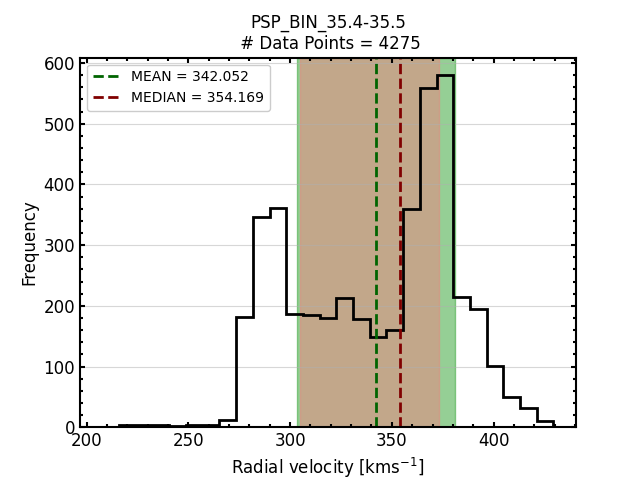 PSP_BIN_35.4-35.5
# Data Points = 4275
MEAN = 342.052
MEDIAN = 354.169
Frequency
600
500
400
300
200
100
0
200 250 300 350 400
Radial velocity [kms⁻¹]